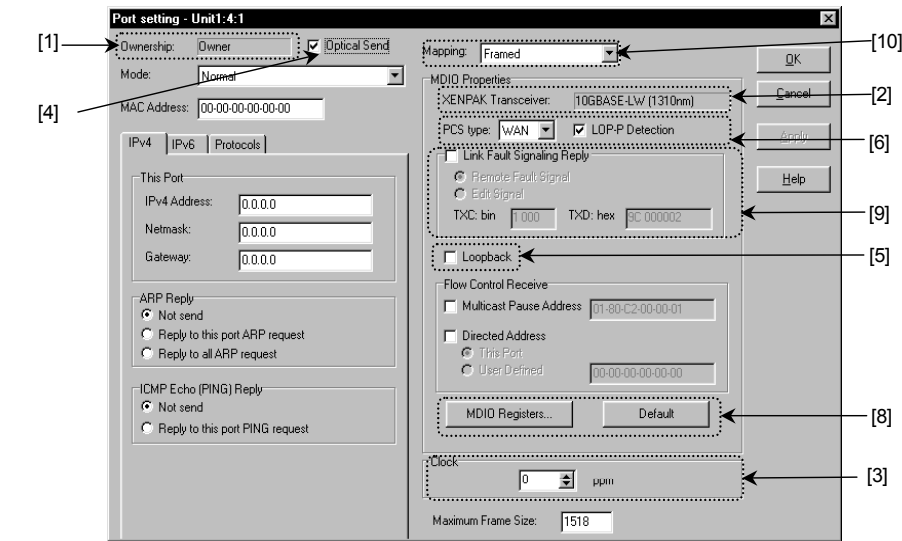 Port setting - Unit1:4:1
[1]
Ownership: Owner
Optical Send
[4]
Mode: Normal
MAC Address: 00-00-00-00-00-00
IPv4 IPv6 Protocols
This Port
IPv4 Address: 0.0.0.0
Netmask: 0.0.0.0
Gateway: 0.0.0.0
ARP Reply
Not send
Reply to this port ARP request
Reply to all ARP request
ICMP Echo (PING) Reply
Not send
Reply to this port PING request
Mapping: Framed
[10]
MDIO Properties
XENPAK Transceiver: 10GBASE-LW (1310nm)
[2]
PCS type: WAN LOP-P Detection
[6]
Link Fault Signaling Reply
Remote Fault Signal
Edit Signal
TXC: bin 1 000 TXD: hex 9C 000002
[9]
Loopback
[5]
Flow Control Receive
Multicast Pause Address 01-80-C2-00-00-01
Directed Address
This Port
User Defined 00-00-00-00-00-00
MDIO Registers... Default
[8]
Clock
0 ppm
[3]
Maximum Frame Size: 1518
OK
Cancel
Apply
Help